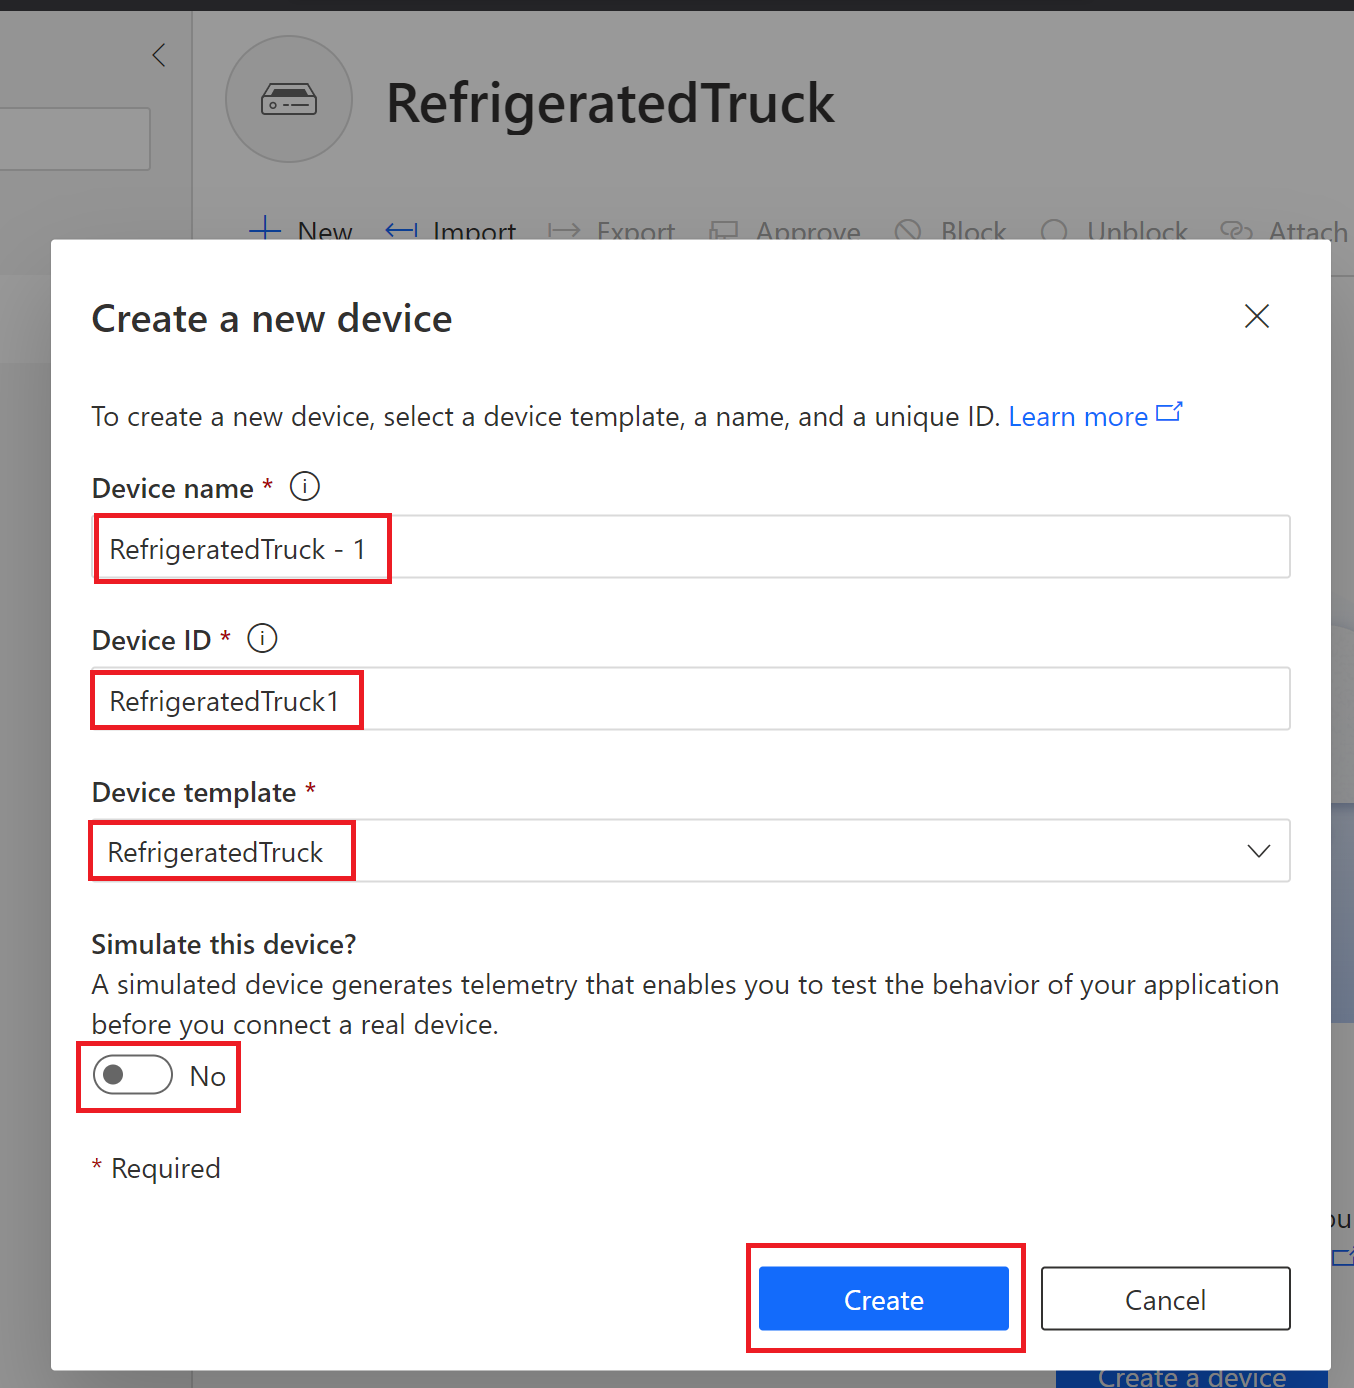 RefrigeratedTruck
New Import Export Approve Block Unblock Attach
Create a new device
To create a new device, select a device template, a name, and a unique ID. Learn more
Device name *
RefrigeratedTruck - 1
Device ID *
RefrigeratedTruck1
Device template *
RefrigeratedTruck
Simulate this device?
A simulated device generates telemetry that enables you to test the behavior of your application
before you connect a real device.
No
* Required
Create Cancel
Create a device